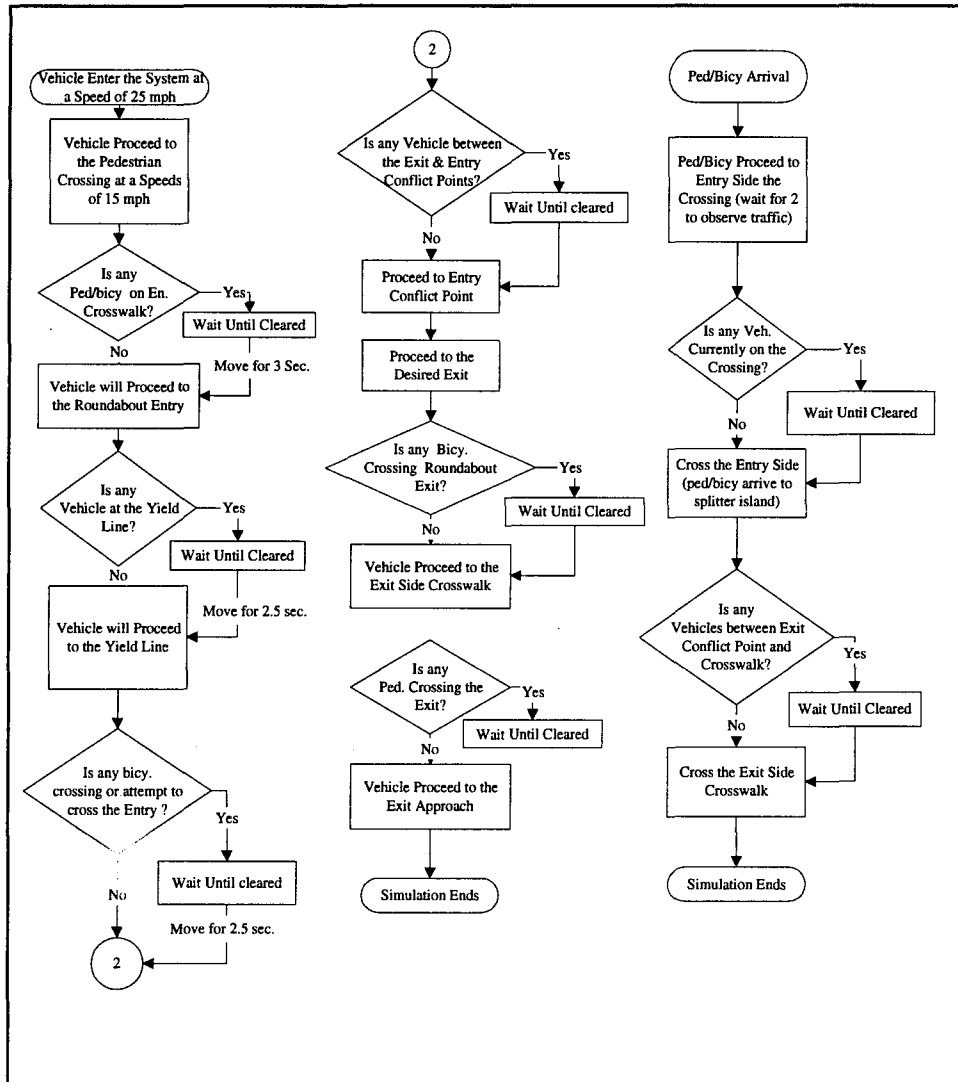 Vehicle Enter the System at
a Speed of 25 mph
Vehicle Proceed to
the Pedestrian
Crossing at a Speeds
of 15 mph
Is any
Ped/bicy on En.
Crosswalk?
Yes
Wait Until Cleared
No
Move for 3 Sec.
Vehicle will Proceed to
the Roundabout Entry
Is any
Vehicle at the Yield
Line?
Yes
Wait Until Cleared
No
Move for 2.5 sec.
Vehicle will Proceed
to the Yield Line
Is any bicy.
crossing or attempt to
cross the Entry ?
Yes
Wait Until cleared
No
Move for 2.5 sec.
2
2
Is any Vehicle between
the Exit & Entry
Conflict Points?
Yes
Wait Until cleared
No
Proceed to Entry
Conflict Point
Proceed to the
Desired Exit
Is any Bicy.
Crossing Roundabout
Exit?
Yes
Wait Until Cleared
No
Vehicle Proceed to the
Exit Side Crosswalk
Is any
Ped. Crossing the
Exit?
Yes
Wait Until Cleared
No
Vehicle Proceed to the
Exit Approach
Simulation Ends
Ped/Bicy Arrival
Ped/Bicy Proceed to
Entry Side the
Crossing (wait for 2
to observe traffic)
Is any Veh.
Currently on the
Crossing?
Yes
Wait Until Cleared
No
Cross the Entry Side
(ped/bicy arrive to
splitter island)
Is any
Vehicles between Exit
Conflict Point and
Crosswalk?
Yes
Wait Until Cleared
No
Cross the Exit Side
Crosswalk
Simulation Ends